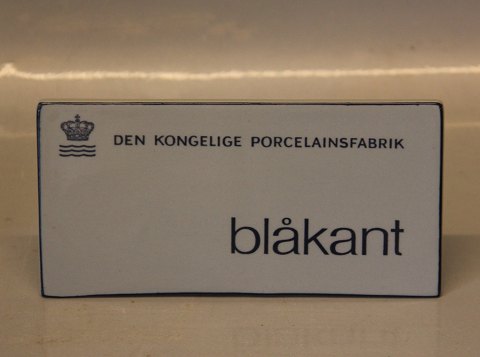 DEN KONGELIGE PORCELAINSFABRIK
blåkant